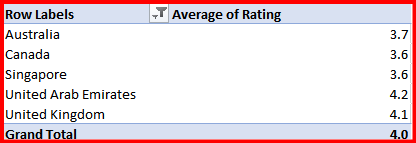 Row Labels Average of Rating
Australia 3.7
Canada 3.6
Singapore 3.6
United Arab Emirates 4.2
United Kingdom 4.1
Grand Total 4.0